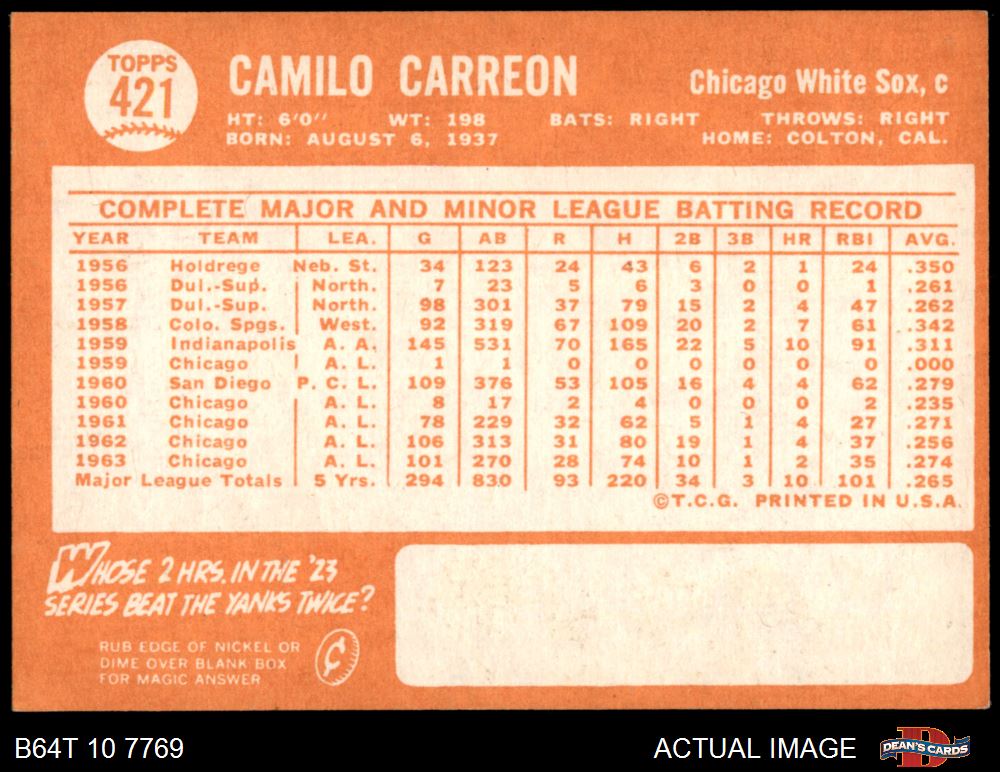 TOPPS
421
CAMILO CARREON
Chicago White Sox, c
HT: 6'0" WT: 198 BATS: RIGHT THROWS: RIGHT
BORN: AUGUST 6, 1937 HOME: COLTON, CAL.
COMPLETE MAJOR AND MINOR LEAGUE BATTING RECORD
YEAR TEAM LEA. G AB R H 2B 3B HR RBI AVG.
1956 Holdrege Neb. St. 34 123 24 43 6 2 1 24 .350
1956 Dul.-Sup. North. 7 23 5 6 3 0 0 1 .261
1957 Dul.-Sup. North. 98 301 37 79 15 2 4 47 .262
1958 Colo. Spgs. West. 92 319 67 109 20 2 7 61 .342
1959 Indianapolis A. A. 145 531 70 165 22 5 10 91 .311
1959 Chicago A. L. 1 1 0 0 0 0 0 0 .000
1960 San Diego P. C. L. 109 376 53 105 16 4 4 62 .279
1960 Chicago A. L. 8 17 2 4 0 0 0 2 .235
1961 Chicago A. L. 78 229 32 62 5 1 4 27 .271
1962 Chicago A. L. 106 313 31 80 19 1 4 37 .256
1963 Chicago A. L. 101 270 28 74 10 1 2 35 .274
Major League Totals 5 Yrs. 294 830 93 220 34 3 10 101 .265
©T.C.G. PRINTED IN U.S.A.
WHOSE 2 HRS. IN THE '23
SERIES BEAT THE YANKS TWICE?
RUB EDGE OF NICKEL OR
DIME OVER BLANK BOX
FOR MAGIC ANSWER
¢
B64T 10 7769
ACTUAL IMAGE
D
DEAN'S CARDS